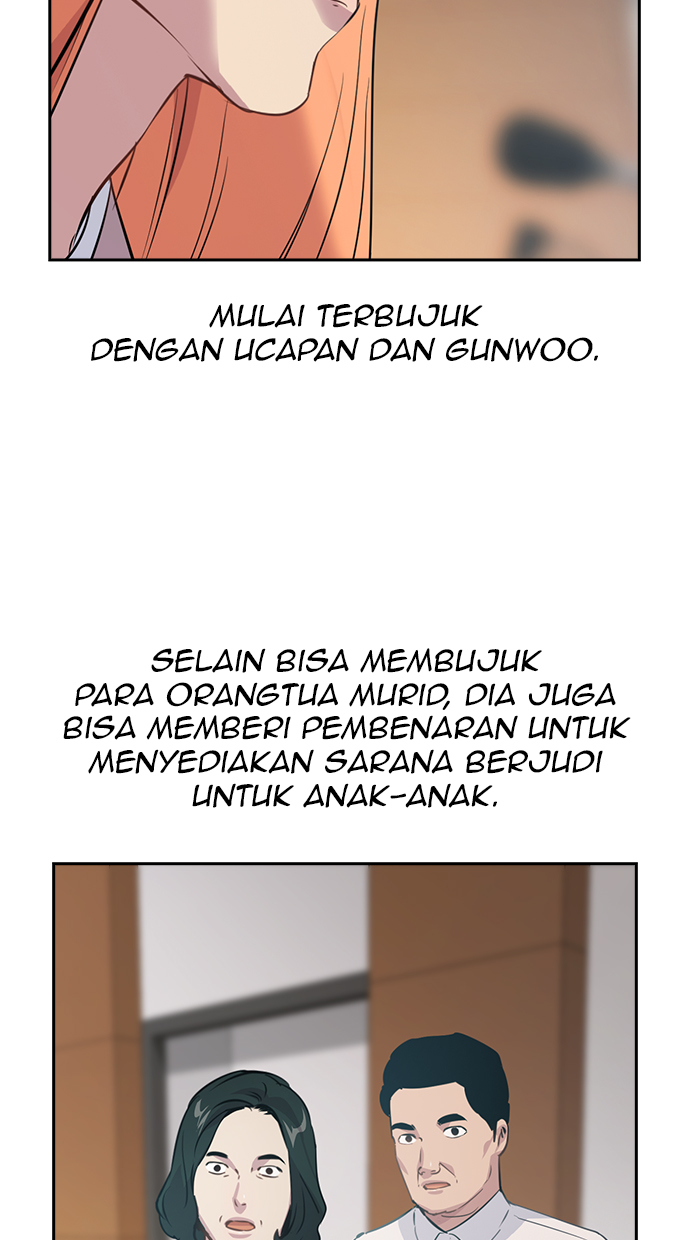 MULAI TERBUJUK
DENGAN UCAPAN DAN GUNWOO.
SELAIN BISA MEMBUJUK
PARA ORANGTUA MURID, DIA JUGA
BISA MEMBERI PEMBENARAN UNTUK
MENYEDIAKAN SARANA BERJUDI
UNTUK ANAK-ANAK.